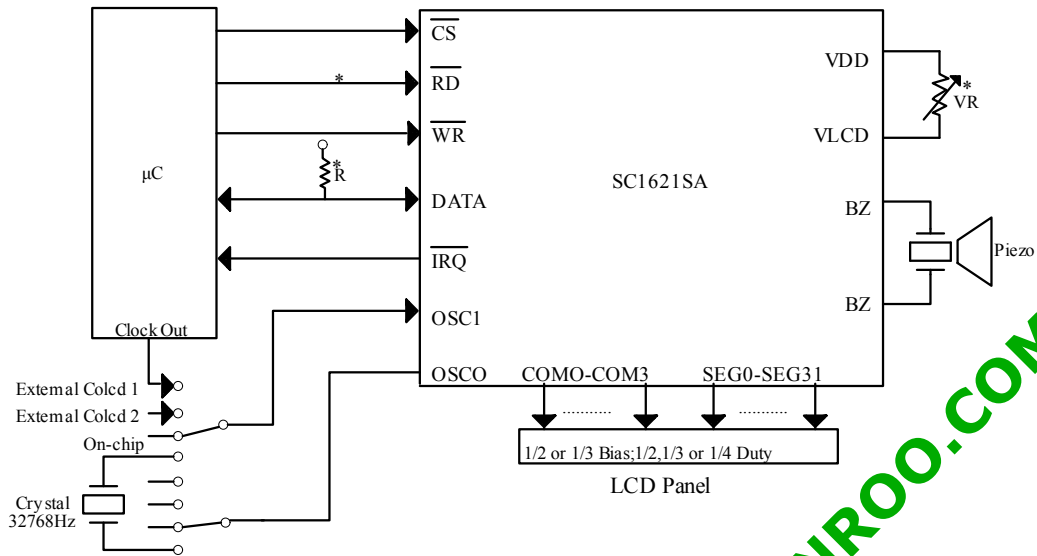 μC
CS
RD
*
WR
*
R
DATA
IRQ
OSC1
OSCO
SC1621SA
VDD
*
VR
VLCD
BZ
Piezo
BZ
COMO-COM3
SEG0-SEG31
Clock Out
External Colcd 1
External Colcd 2
On-chip
Crystal
32768Hz
1/2 or 1/3 Bias;1/2,1/3 or 1/4 Duty
LCD Panel
NROO.COM